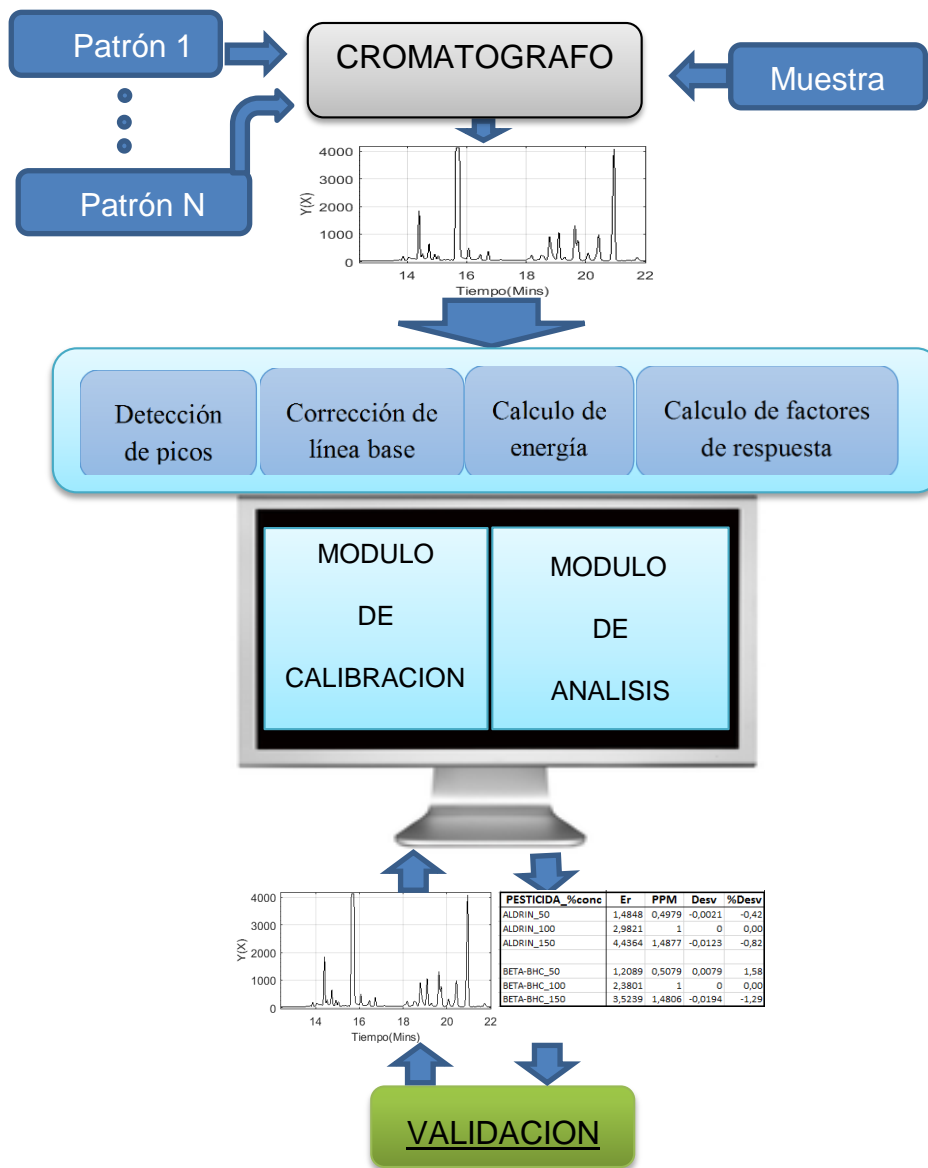 Patrón 1
CROMATOGRAFO
Muestra
Patrón N
4000
3000
2000
1000
0
Y(X)
14 16 18 20 22
Tiempo(Mins)
Detección
de picos
Corrección de
línea base
Calculo de
energía
Calculo de factores
de respuesta
MODULO
DE
CALIBRACION
MODULO
DE
ANALISIS
4000
3000
2000
1000
0
Y(X)
14 16 18 20 22
Tiempo(Mins)
PESTICIDA_%conc Er PPM Desv %Desv
ALDRIN_50 1,4848 0,4979 -0,0021 -0,42
ALDRIN_100 2,9821 1 0 0,00
ALDRIN_150 4,4364 1,4877 -0,0123 -0,82
BETA-BHC_50 1,2089 0,5079 0,0079 1,58
BETA-BHC_100 2,3801 1 0 0,00
BETA-BHC_150 3,5239 1,4806 -0,0194 -1,29
VALIDACION